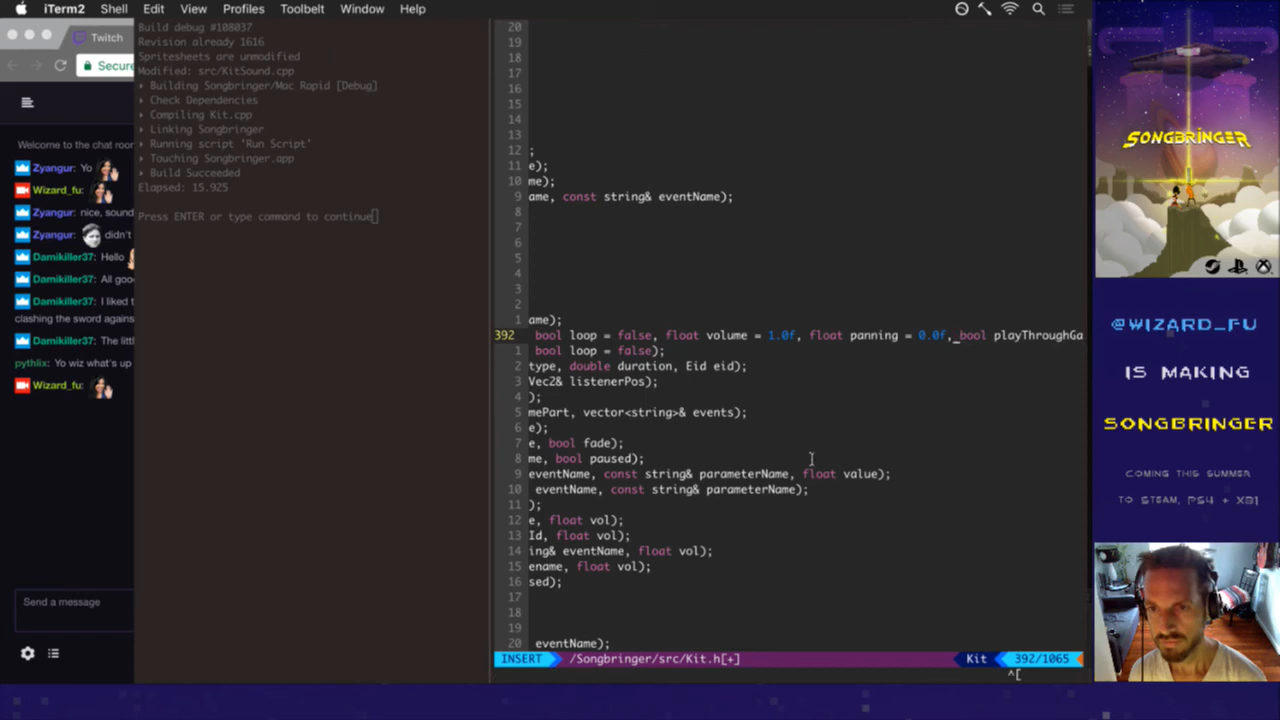 iTerm2 Shell Edit View Profiles Toolbelt Window Help
Twitch
Secure
Welcome to the chat room
Zyangur: Yo
Wizard_fu:
Zyangur: nice, sound
Zyangur: didn't
Damikiller37: Hello
Damikiller37: All good
Damikiller37: I liked t
clashing the sword against
Damikiller37: The littl
pythlix: Yo wiz what's up
Wizard_fu:
Send a message
Build debug #108037
Revision already 1616
Spritesheets are unmodified
Modified: src/KitSound.cpp
Building Songbringer/Mac Rapid [Debug]
Check Dependencies
Compiling Kit.cpp
Linking Songbringer
Running script 'Run Script'
Touching Songbringer.app
Build Succeeded
Elapsed: 15.925
Press ENTER or type command to continue
20
19
18
17
16
15
14
13
12 ;
11 e);
10 me);
9 ame, const string& eventName);
8
7
6
5
4
3
2
1 ame);
392 bool loop = false, float volume = 1.0f, float panning = 0.0f,_bool playThroughGa
1 bool loop = false);
2 type, double duration, Eid eid);
3 Vec2& listenerPos);
4 );
5 mePart, vector<string>& events);
6 e);
7 e, bool fade);
8 me, bool paused);
9 eventName, const string& parameterName, float value);
10 eventName, const string& parameterName);
11 );
12 e, float vol);
13 Id, float vol);
14 ing& eventName, float vol);
15 ename, float vol);
16 sed);
17
18
19
20 eventName);
INSERT /Songbringer/src/Kit.h[+] Kit 392/1065
^[
SONGBRINGER
@WIZARD_FU
IS MAKING
SONGBRINGER
COMING THIS SUMMER
TO STEAM, PS4 + XB1